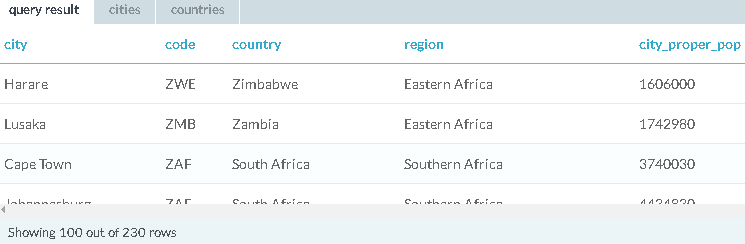 query result cities countries
city code country region city_proper_pop
Harare ZWE Zimbabwe Eastern Africa 1606000
Lusaka ZMB Zambia Eastern Africa 1742980
Cape Town ZAF South Africa Southern Africa 3740030
Johannesburg ZAF South Africa Southern Africa 4434830
Showing 100 out of 230 rows